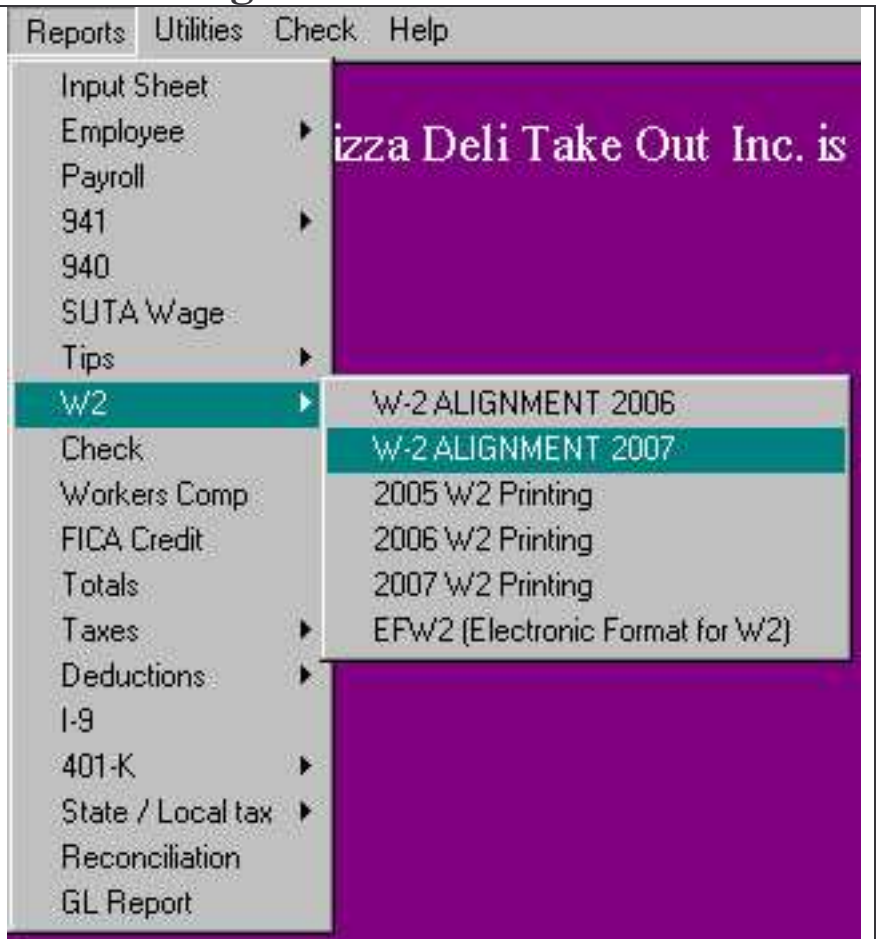 Reports Utilities Check Help
Input Sheet
Employee
izza Deli Take Out Inc. is
Payroll
941
940
SUTA Wage
Tips
W2
W-2 ALIGNMENT 2006
Check
W-2 ALIGNMENT 2007
Workers Comp
2005 W2 Printing
FICA Credit
2006 W2 Printing
Totals
2007 W2 Printing
Taxes
EFW2 (Electronic Format for W2)
Deductions
I-9
401-K
State / Local tax
Reconciliation
GL Report